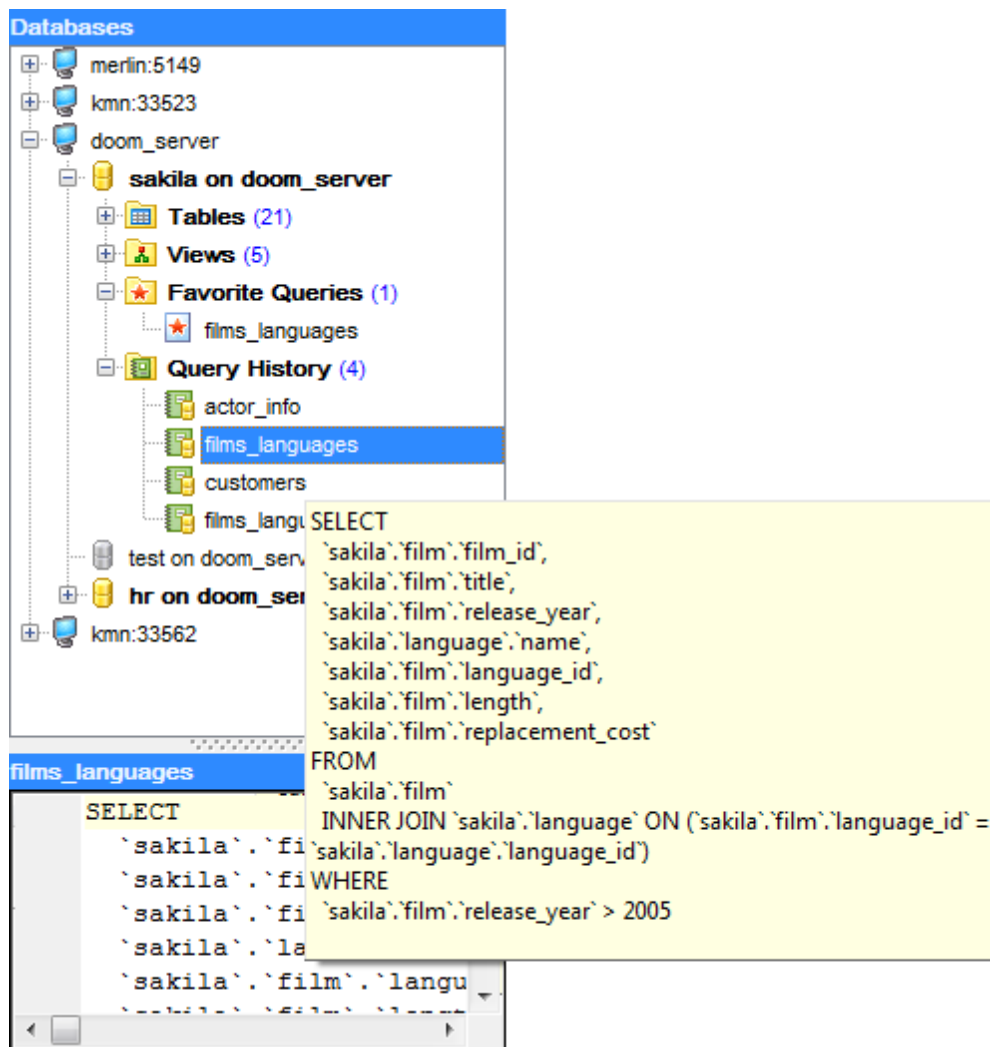 Databases
merlin:5149
kmn:33523
doom_server
sakila on doom_server
Tables (21)
Views (5)
Favorite Queries (1)
films_languages
Query History (4)
actor_info
films_languages
customers
films_langu
test on doom_serv
hr on doom_ser
kmn:33562
SELECT
`sakila`.`film`.`film_id`,
`sakila`.`film`.`title`,
`sakila`.`film`.`release_year`,
`sakila`.`language`.`name`,
`sakila`.`film`.`language_id`,
`sakila`.`film`.`length`,
`sakila`.`film`.`replacement_cost`
FROM
`sakila`.`film`
INNER JOIN `sakila`.`language` ON (`sakila`.`film`.`language_id` =
`sakila`.`language`.`language_id`)
WHERE
`sakila`.`film`.`release_year` > 2005
films_languages
SELECT
`sakila`.`fi
`sakila`.`fi
`sakila`.`fi
`sakila`.`la
`sakila`.`film`.`langu